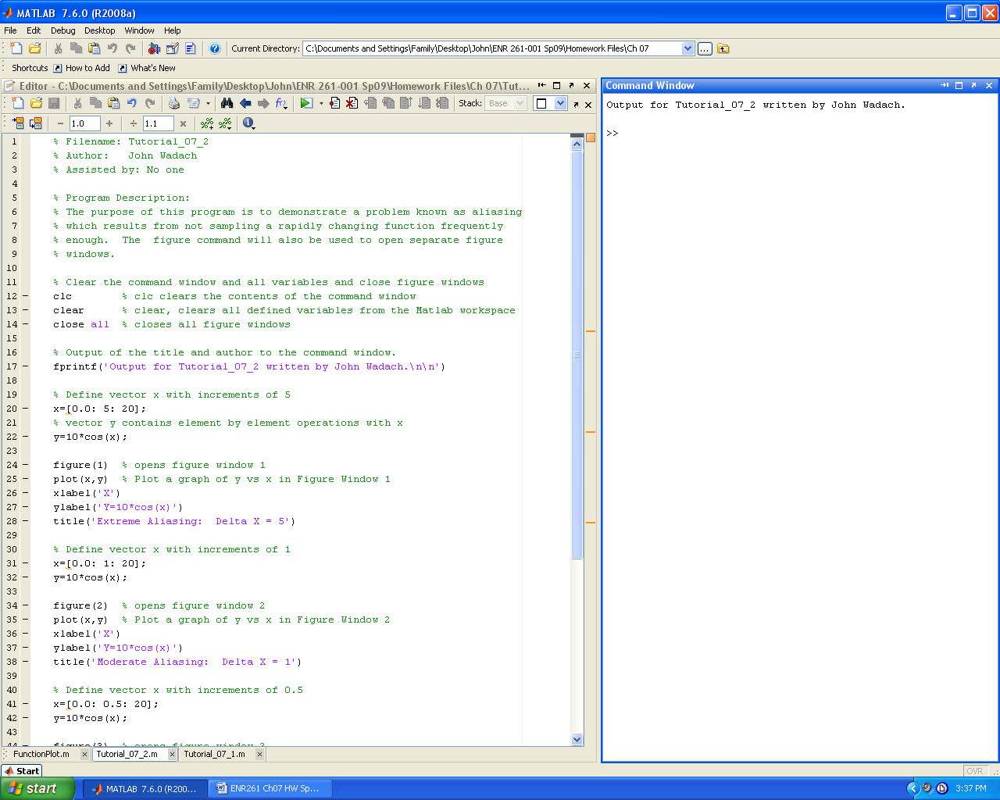 MATLAB 7.6.0 (R2008a)
File Edit Debug Desktop Window Help
Current Directory: C:\Documents and Settings\Family\Desktop\John\ENR 261-001 Sp09\Homework Files\Ch 07
Shortcuts How to Add What's New
Editor - C:\Documents and Settings\Family\Desktop\John\ENR 261-001 Sp09\Homework Files\Ch 07\Tut...
Stack: Base
- 1.0 + ÷ 1.1 ×
1 % Filename: Tutorial_07_2
2 % Author:   John Wadach
3 % Assisted by: No one
4
5 % Program Description:
6 % The purpose of this program is to demonstrate a problem known as aliasing
7 % which results from not sampling a rapidly changing function frequently
8 % enough.  The  figure command will also be used to open separate figure
9 % windows.
10
11 % Clear the command window and all variables and close figure windows
12 - clc        % clc clears the contents of the command window
13 - clear      % clear, clears all defined variables from the Matlab workspace
14 - close all  % closes all figure windows
15
16 % Output of the title and author to the command window.
17 - fprintf('Output for Tutorial_07_2 written by John Wadach.\n\n')
18
19 % Define vector x with increments of 5
20 - x=[0.0: 5: 20];
21 % vector y contains element by element operations with x
22 - y=10*cos(x);
23
24 - figure(1)  % opens figure window 1
25 - plot(x,y)  % Plot a graph of y vs x in Figure Window 1
26 - xlabel('X')
27 - ylabel('Y=10*cos(x)')
28 - title('Extreme Aliasing:  Delta X = 5')
29
30 % Define vector x with increments of 1
31 - x=[0.0: 1: 20];
32 - y=10*cos(x);
33
34 - figure(2)  % opens figure window 2
35 - plot(x,y)  % Plot a graph of y vs x in Figure Window 2
36 - xlabel('X')
37 - ylabel('Y=10*cos(x)')
38 - title('Moderate Aliasing:  Delta X = 1')
39
40 % Define vector x with increments of 0.5
41 - x=[0.0: 0.5: 20];
42 - y=10*cos(x);
43
44 - figure(3)  % opens figure window 3
FunctionPlot.m Tutorial_07_2.m Tutorial_07_1.m
Command Window
Output for Tutorial_07_2 written by John Wadach.
>>
Start
OVR
start MATLAB 7.6.0 (R200... ENR261 Ch07 HW Sp... 3:37 PM